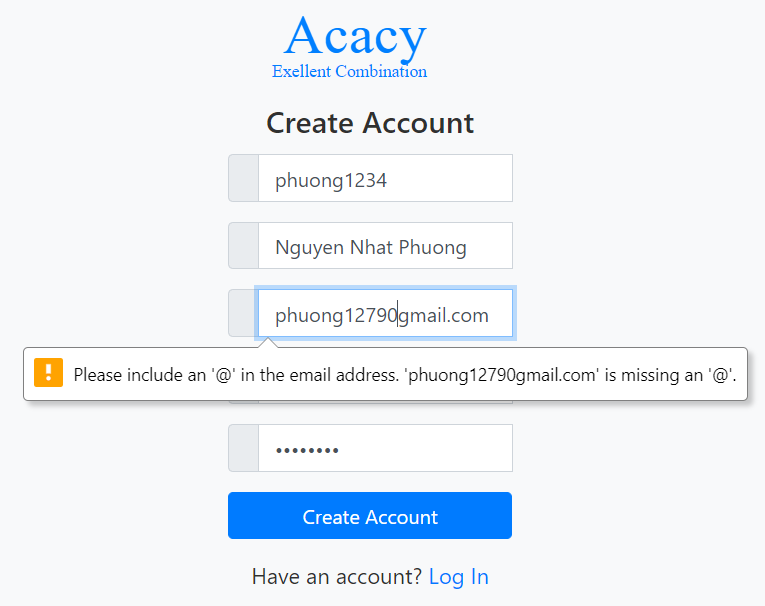 Acacy
Exellent Combination
Create Account
phuong1234
Nguyen Nhat Phuong
phuong12790gmail.com
Please include an '@' in the email address. 'phuong12790gmail.com' is missing an '@'.
••••••••
Create Account
Have an account? Log In